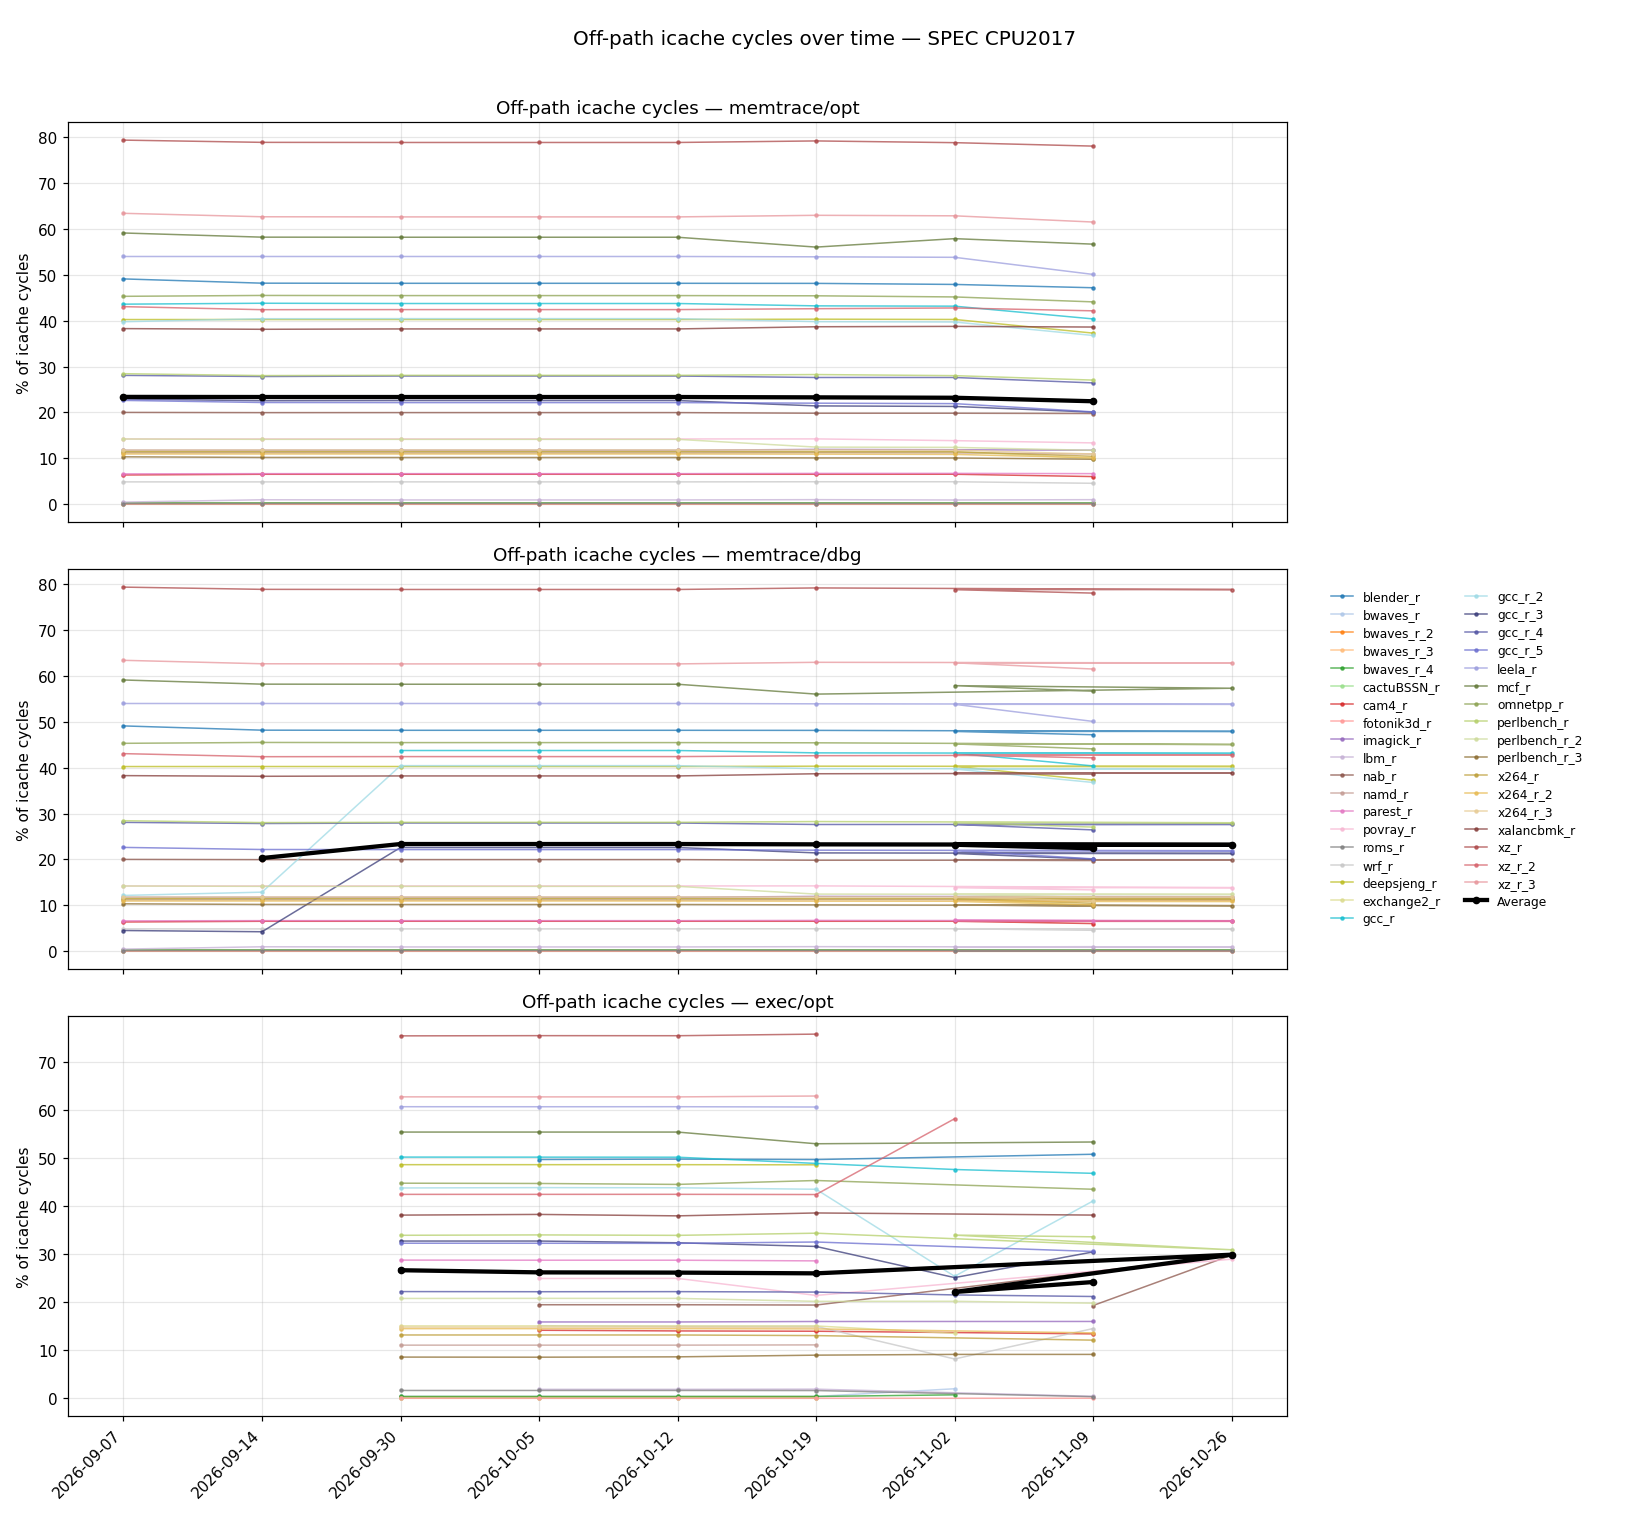 Off-path icache cycles over time — SPEC CPU2017
Off-path icache cycles — memtrace/opt
80
70
60
50
40
30
20
10
0
% of icache cycles
Off-path icache cycles — memtrace/dbg
80
70
60
50
40
30
20
10
0
% of icache cycles
blender_r
bwaves_r
bwaves_r_2
bwaves_r_3
bwaves_r_4
cactuBSSN_r
cam4_r
fotonik3d_r
imagick_r
lbm_r
nab_r
namd_r
parest_r
povray_r
roms_r
wrf_r
deepsjeng_r
exchange2_r
gcc_r
gcc_r_2
gcc_r_3
gcc_r_4
gcc_r_5
leela_r
mcf_r
omnetpp_r
perlbench_r
perlbench_r_2
perlbench_r_3
x264_r
x264_r_2
x264_r_3
xalancbmk_r
xz_r
xz_r_2
xz_r_3
Average
Off-path icache cycles — exec/opt
70
60
50
40
30
20
10
0
% of icache cycles
2026-09-07
2026-09-14
2026-09-30
2026-10-05
2026-10-12
2026-10-19
2026-11-02
2026-11-09
2026-10-26